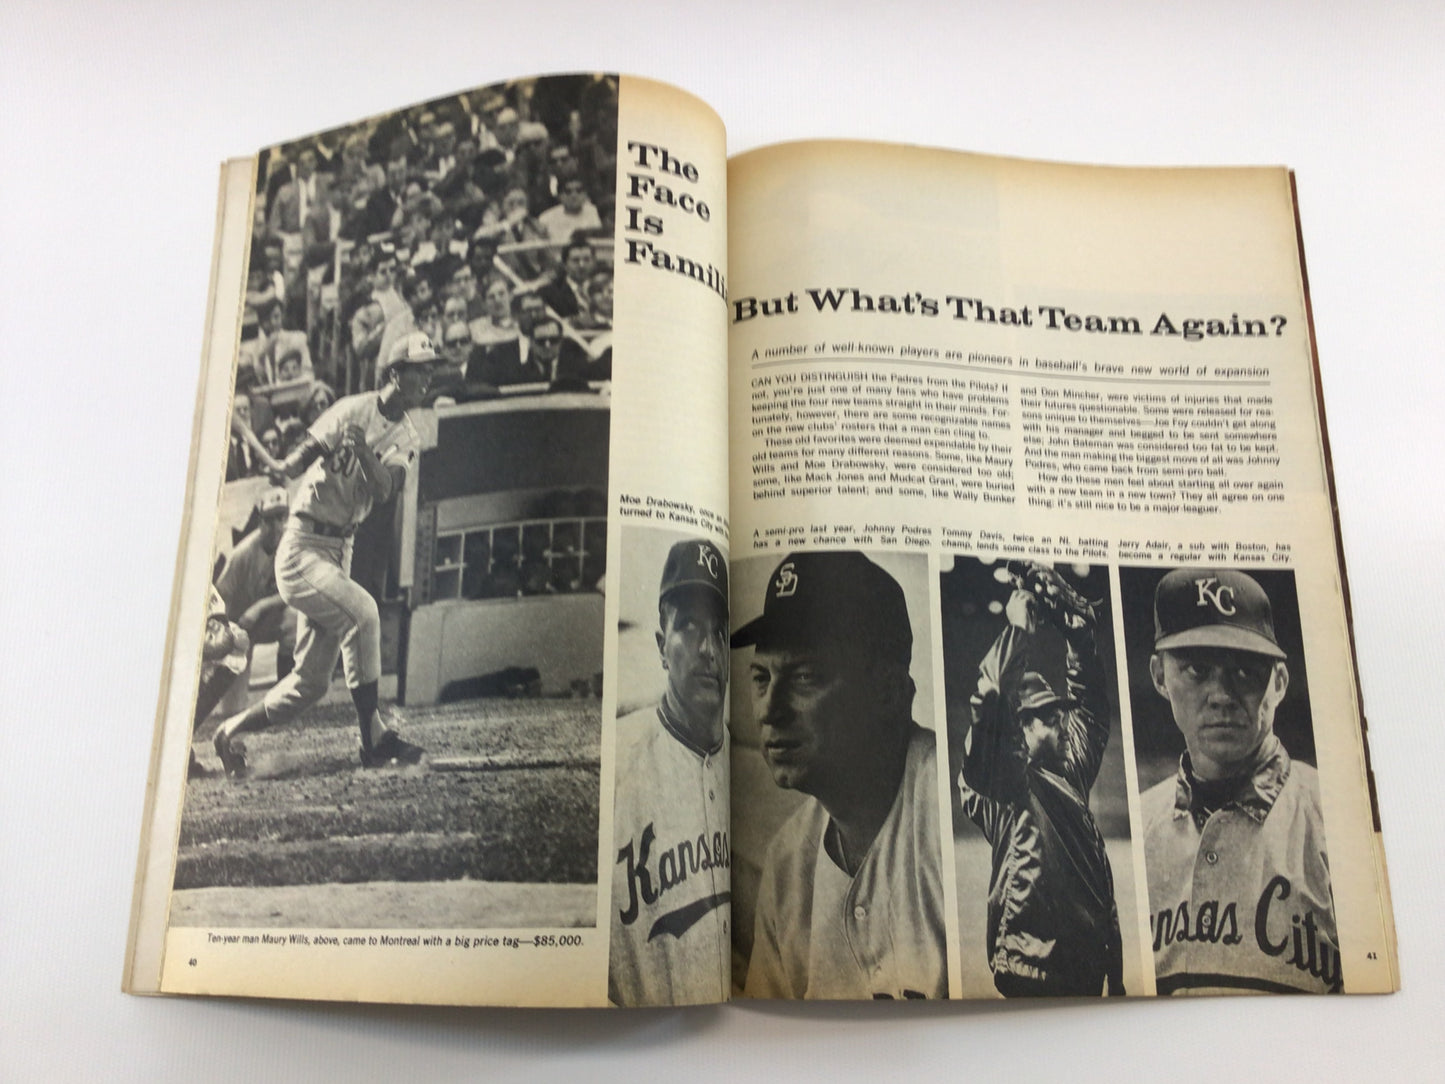 The
Face
Is
Famili
But What's That Team Again?
A number of well-known players are pioneers in baseball's brave new world of expansion
CAN YOU DISTINGUISH the Padres from the Pilots? If
not, you're just one of many fans who have problems
keeping the four new teams straight in their minds. For-
tunately, however, there are some recognizable names
on the new clubs' rosters that a man can cling to.
These old favorites were deemed expendable by their
old teams for many different reasons. Some, like Maury
Wills and Moe Drabowsky, were considered too old;
some, like Mack Jones and Mudcat Grant, were buried
behind superior talent; and some, like Wally Bunker
and Don Mincher, were victims of injuries that made
their futures questionable. Some were released for rea-
sons unique to themselves—Joe Foy couldn't get along
with his manager and begged to be sent somewhere
else; John Bateman was considered too fat to be kept.
And the man making the biggest move of all was Johnny
Podres, who came back from semi-pro ball.
How do these men feel about starting all over again
with a new team in a new town? They all agree on one
thing: it's still nice to be a major-leaguer.
Moe Drabowsky, once an
turned to Kansas City with
A semi-pro last year, Johnny Podres
has a new chance with San Diego.
Tommy Davis, twice an NL batting
champ, lends some class to the Pilots.
Jerry Adair, a sub with Boston, has
become a regular with Kansas City.
KC
SD
KC
Kansas
nsas City
30
Ten-year man Maury Wills, above, came to Montreal with a big price tag—$85,000.
40
41